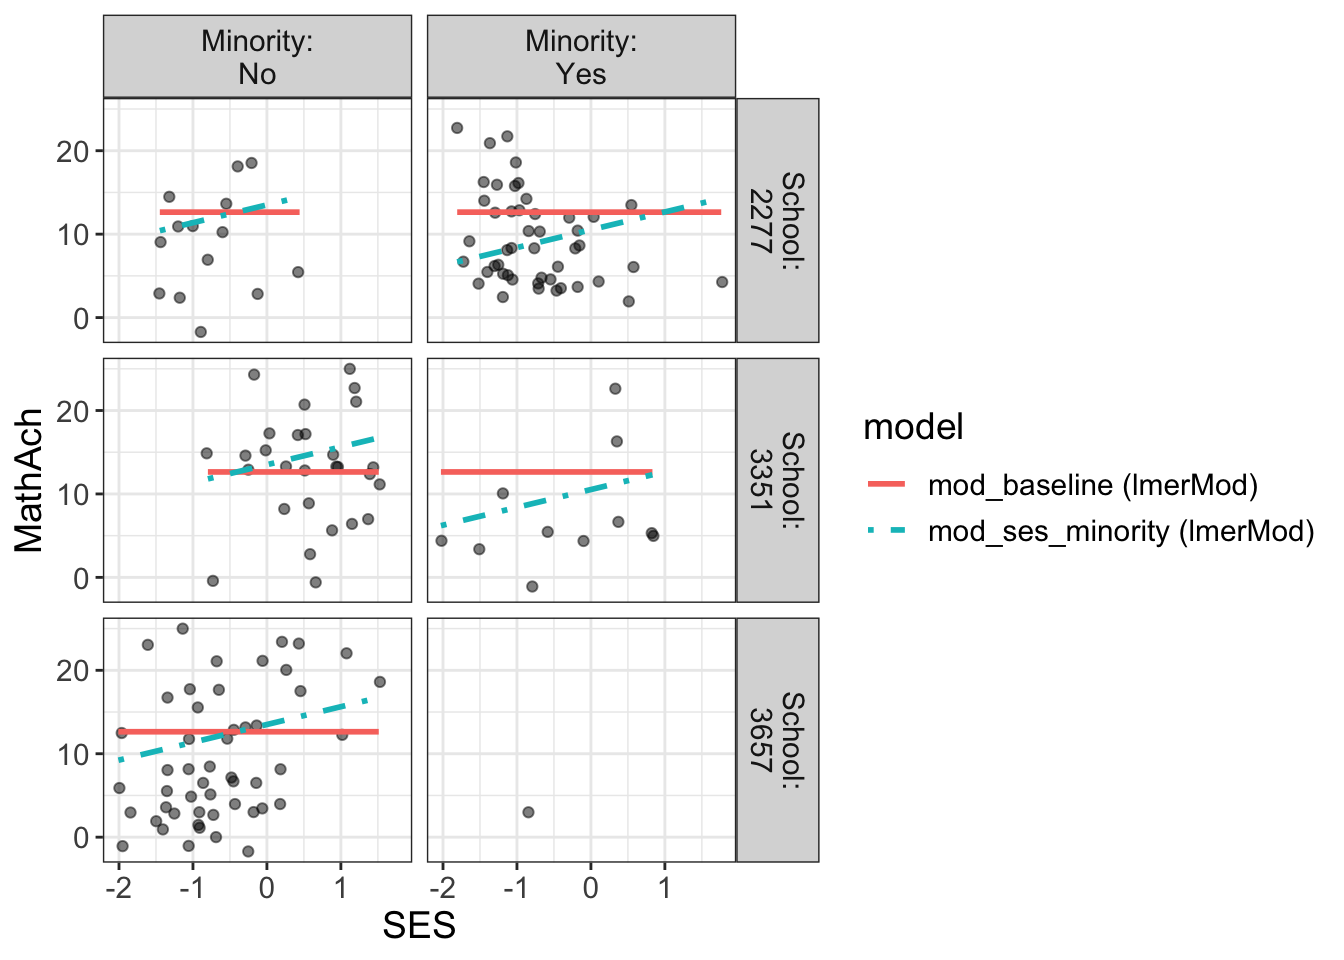 Minority:
No
Minority:
Yes
20
10
0
School:
2277
20
10
0
School:
3351
20
10
0
School:
3657
-2
-1
0
1
-2
-1
0
1
SES
MathAch
model
mod_baseline (lmerMod)
mod_ses_minority (lmerMod)